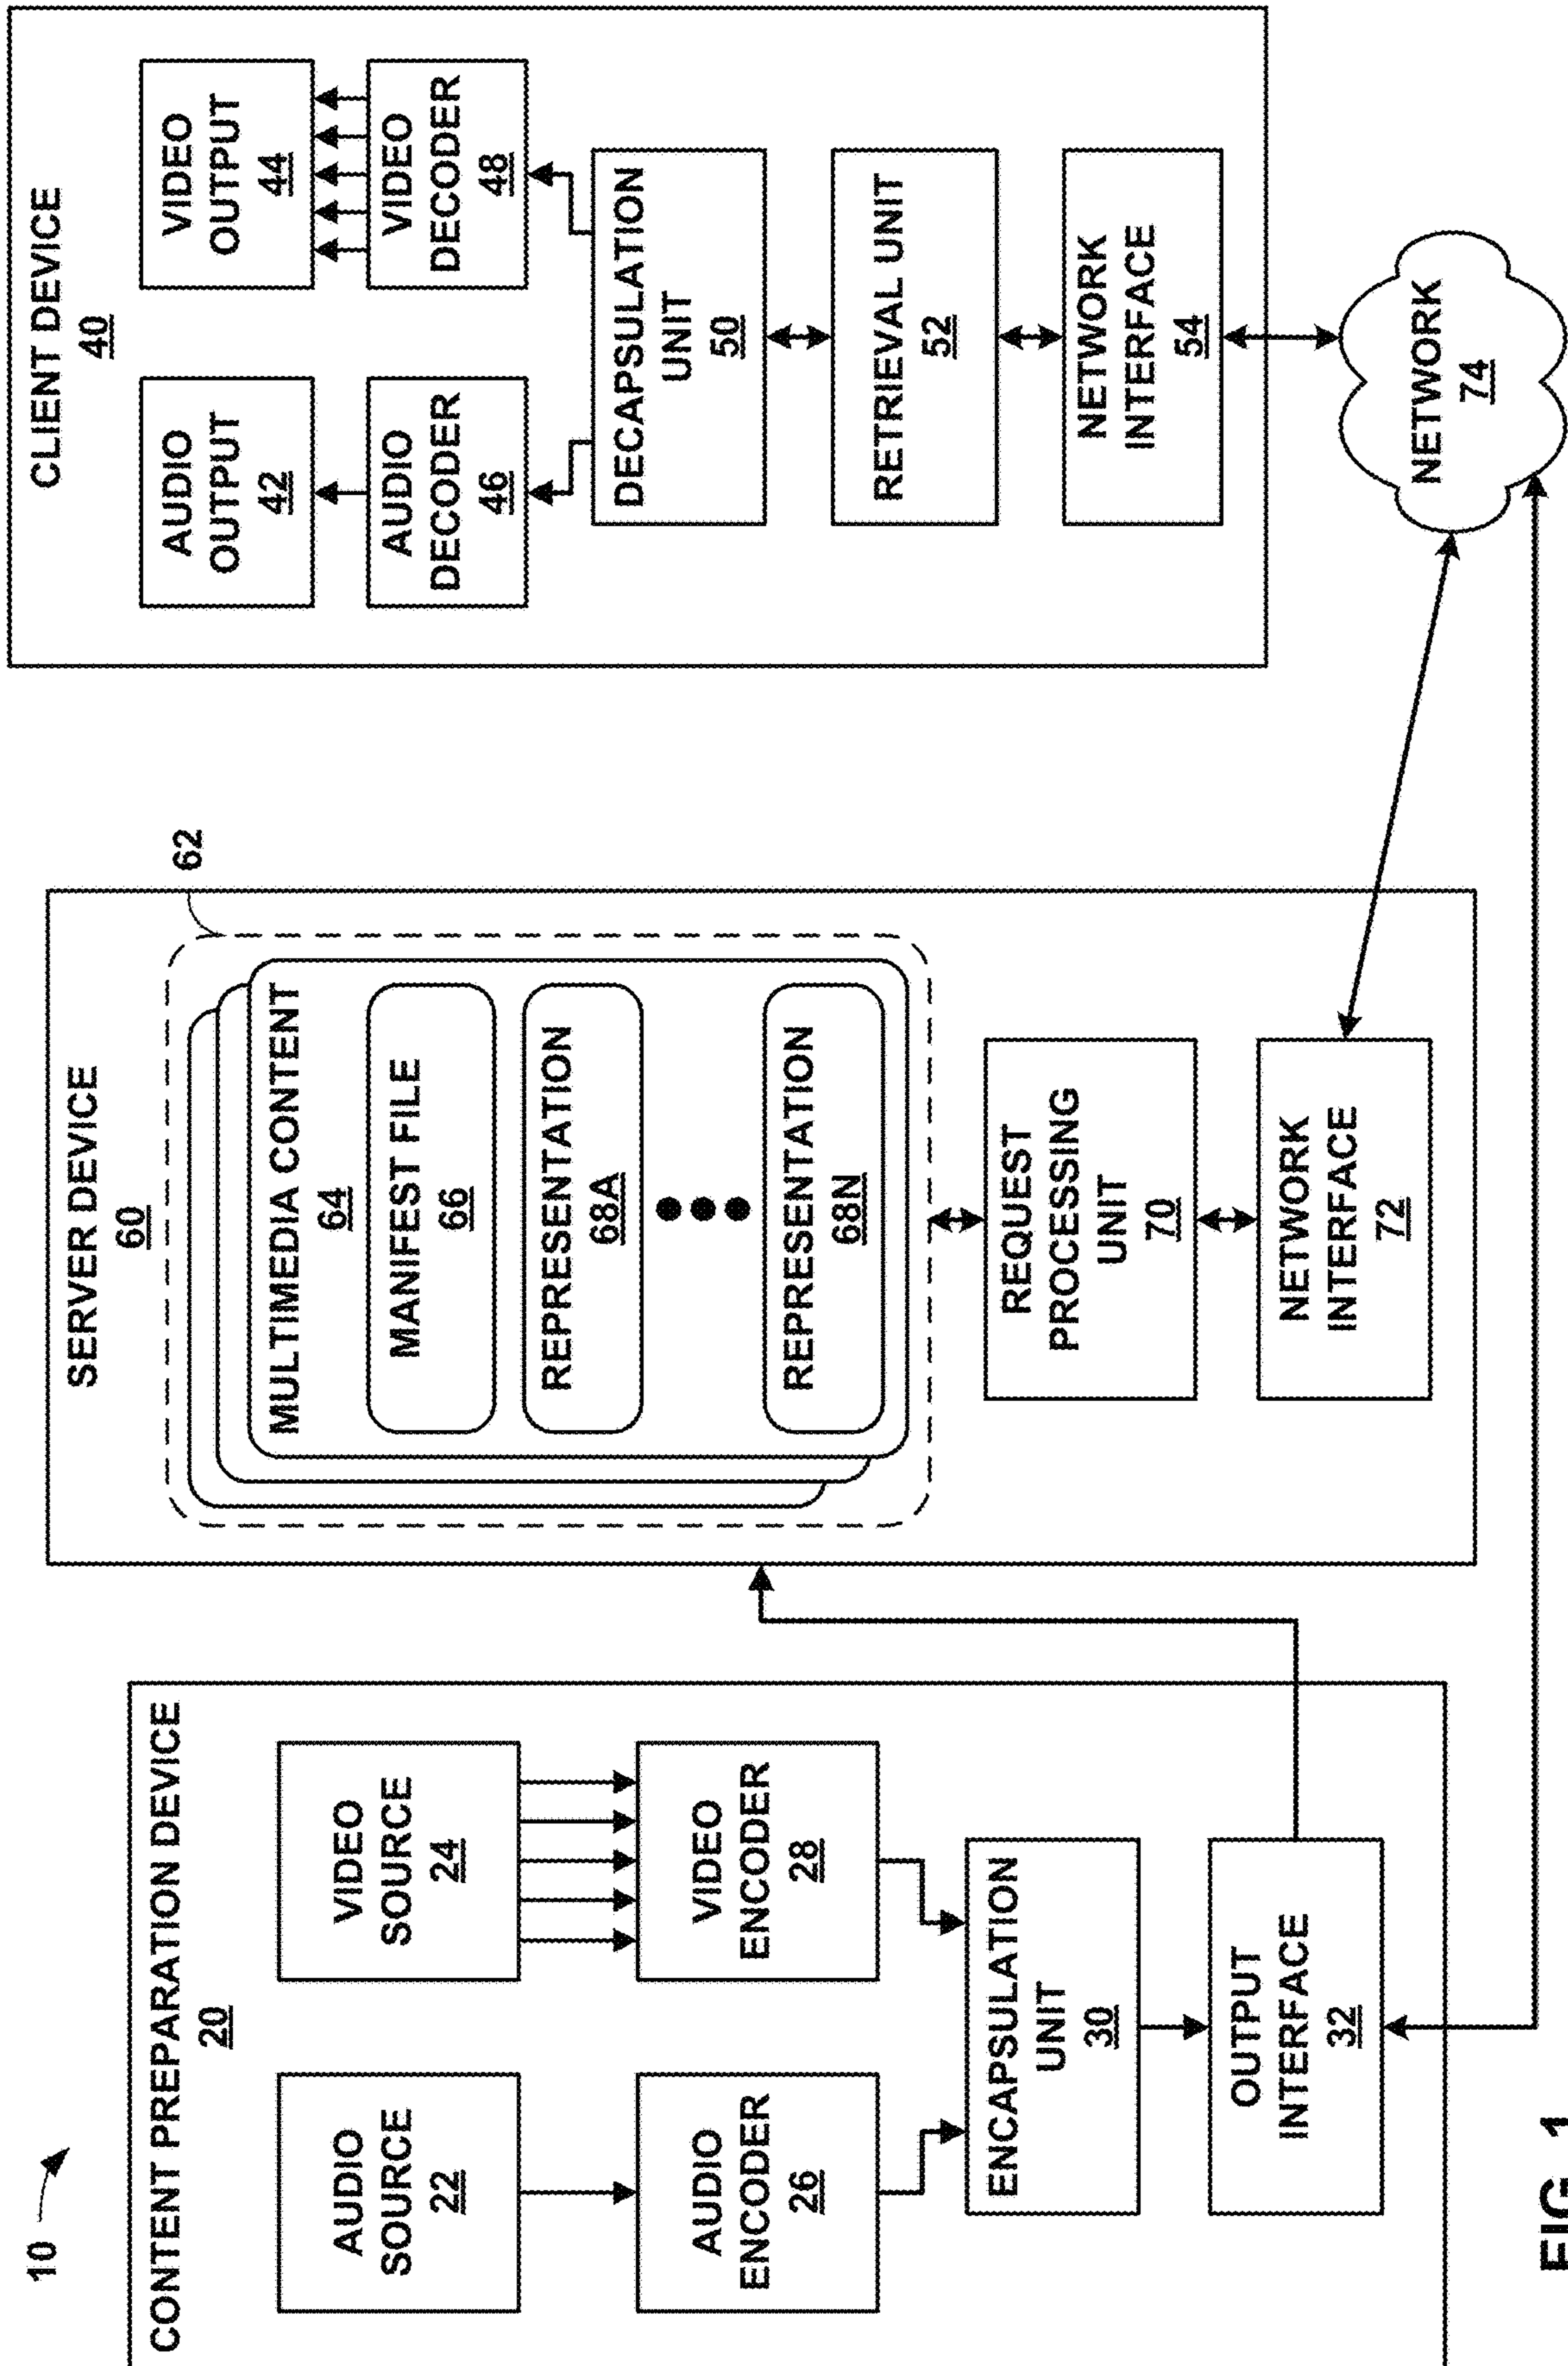 10
CONTENT PREPARATION DEVICE
20
AUDIO
SOURCE
22
VIDEO
SOURCE
24
AUDIO
ENCODER
26
VIDEO
ENCODER
28
ENCAPSULATION
UNIT
30
OUTPUT
INTERFACE
32
SERVER DEVICE
60
62
MULTIMEDIA CONTENT
64
MANIFEST FILE
66
REPRESENTATION
68A
REPRESENTATION
68N
REQUEST
PROCESSING
UNIT
70
NETWORK
INTERFACE
72
CLIENT DEVICE
40
AUDIO
OUTPUT
42
VIDEO
OUTPUT
44
AUDIO
DECODER
46
VIDEO
DECODER
48
DECAPSULATION
UNIT
50
RETRIEVAL UNIT
52
NETWORK
INTERFACE
54
NETWORK
74
FIG. 1